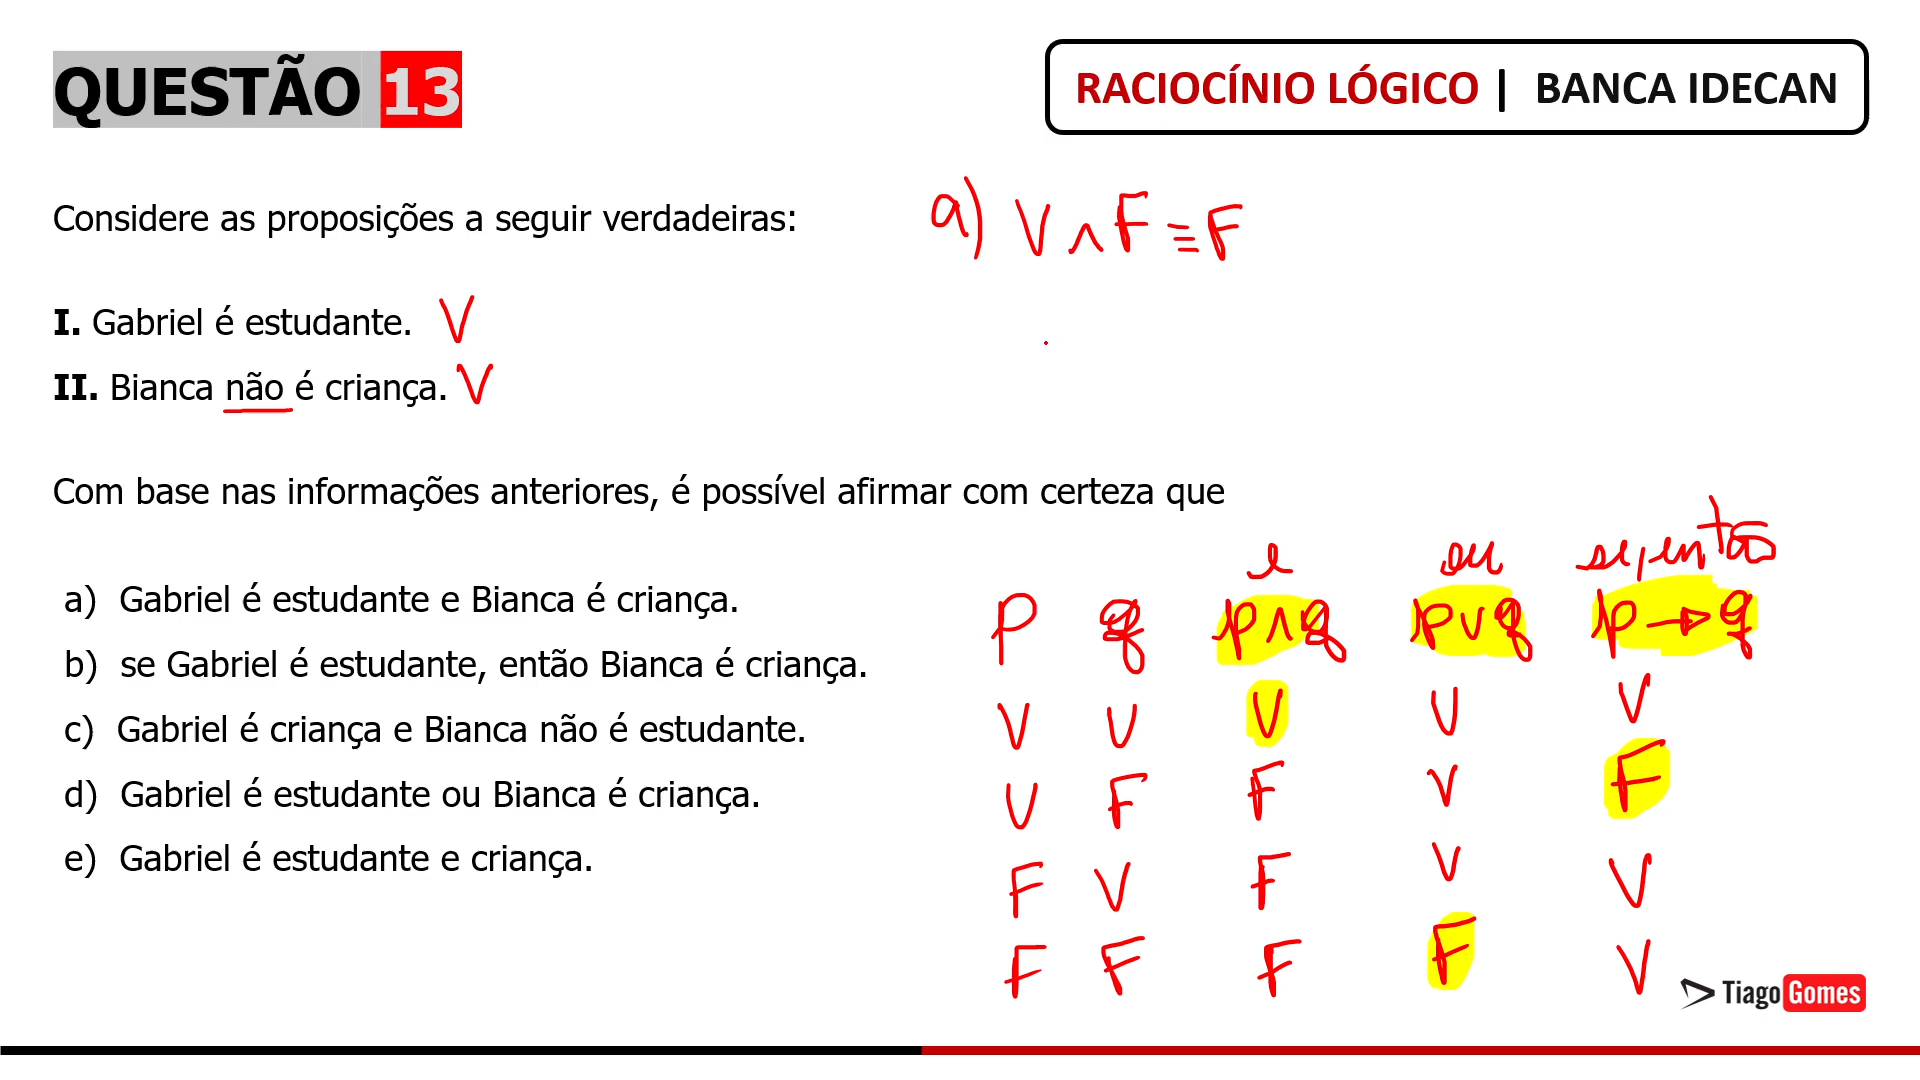 QUESTÃO 13
RACIOCÍNIO LÓGICO | BANCA IDECAN
Considere as proposições a seguir verdadeiras:
a) V ∧ F ≡ F
I. Gabriel é estudante. V
II. Bianca não é criança. V
Com base nas informações anteriores, é possível afirmar com certeza que
a) Gabriel é estudante e Bianca é criança.
b) se Gabriel é estudante, então Bianca é criança.
c) Gabriel é criança e Bianca não é estudante.
d) Gabriel é estudante ou Bianca é criança.
e) Gabriel é estudante e criança.
e ou se, então
p q p∧q p∨q p→q
V V V V V
V F F V F
F V F V V
F F F F V
Tiago Gomes